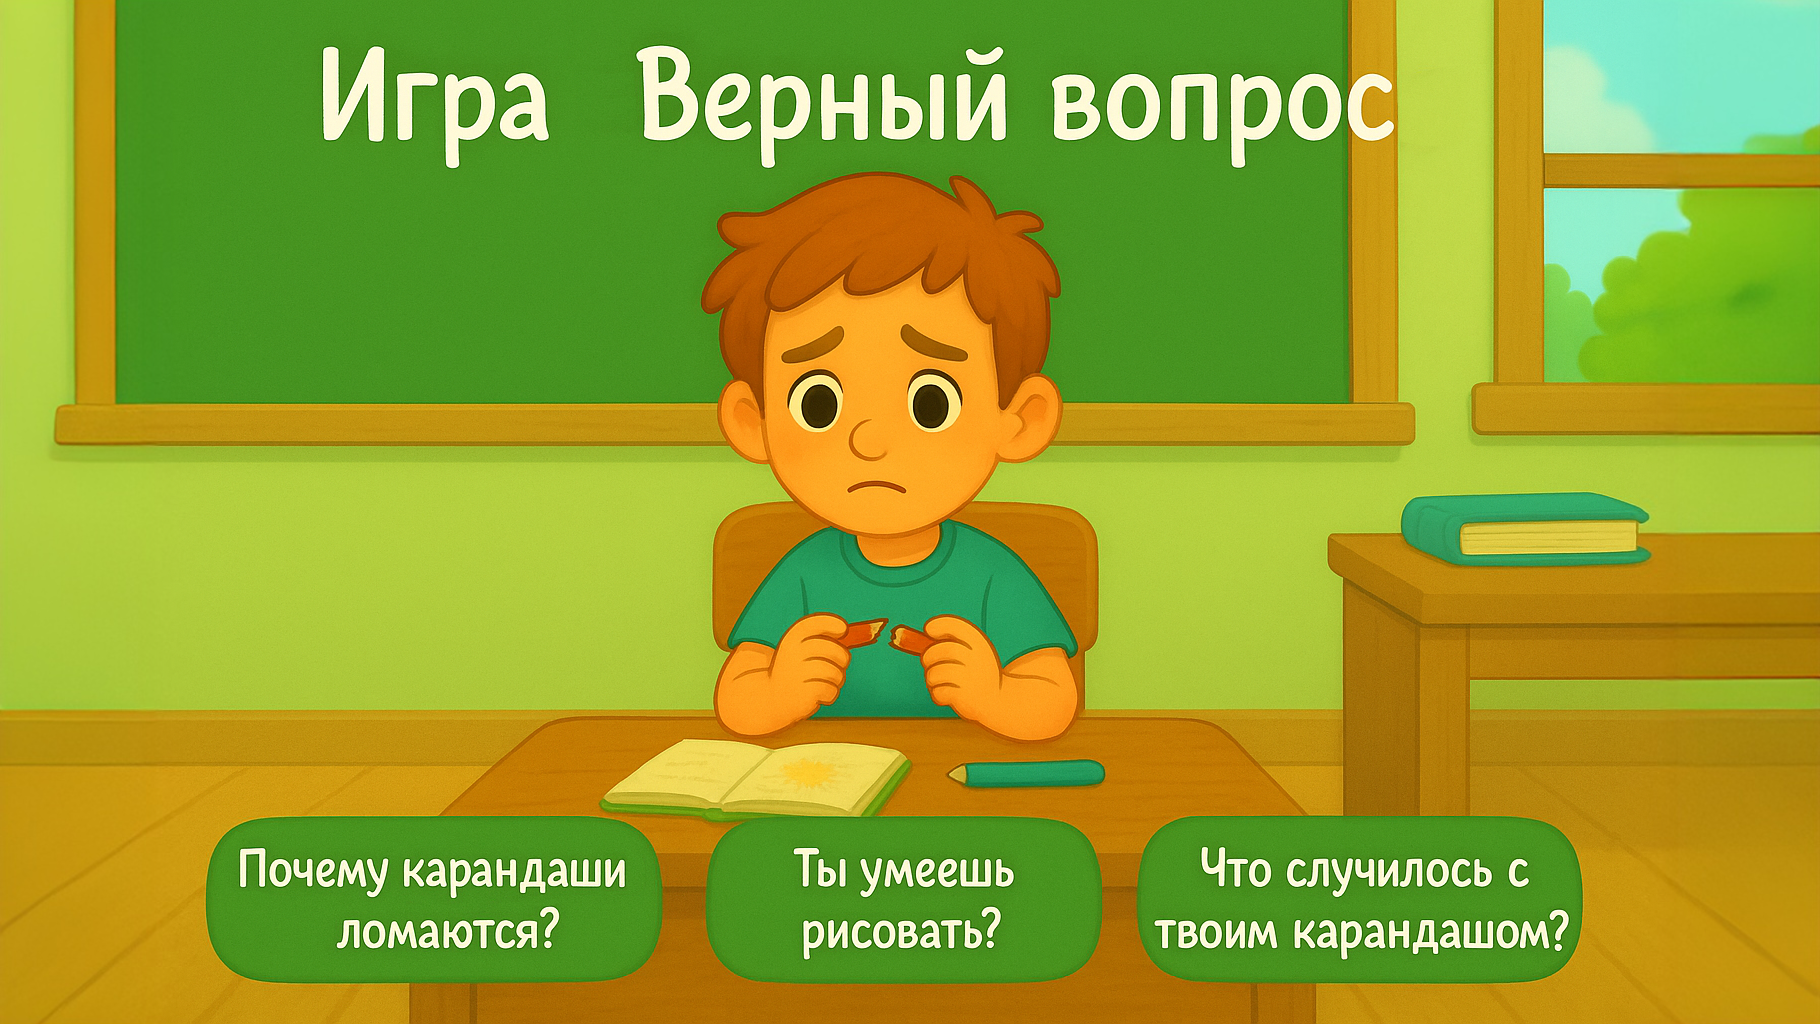 Игра Верный вопрос
Почему карандаши
ломаются?
Ты умеешь
рисовать?
Что случилось с
твоим карандашом?